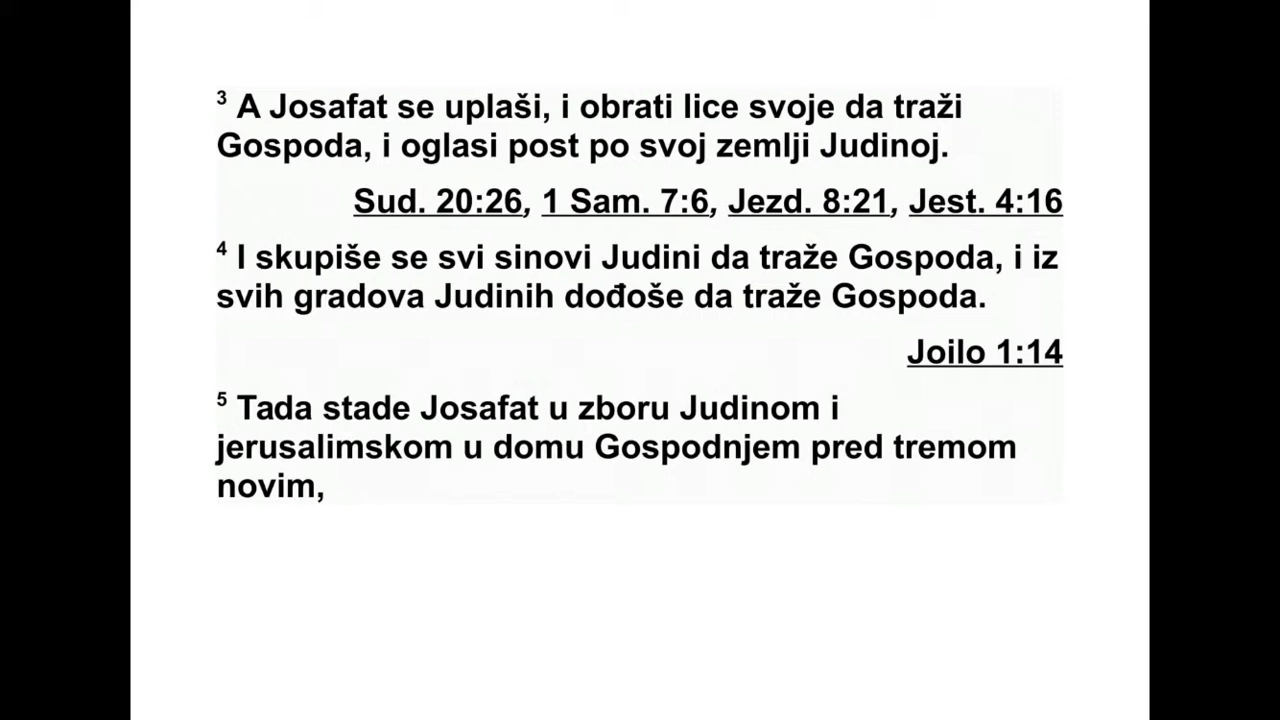 3 A Josafat se uplaši, i obrati lice svoje da traži
Gospoda, i oglasi post po svoj zemlji Judinoj.
Sud. 20:26, 1 Sam. 7:6, Jezd. 8:21, Jest. 4:16
4 I skupiše se svi sinovi Judini da traže Gospoda, i iz
svih gradova Judinih dođoše da traže Gospoda.
Joilo 1:14
5 Tada stade Josafat u zboru Judinom i
jerusalimskom u domu Gospodnjem pred tremom
novim,